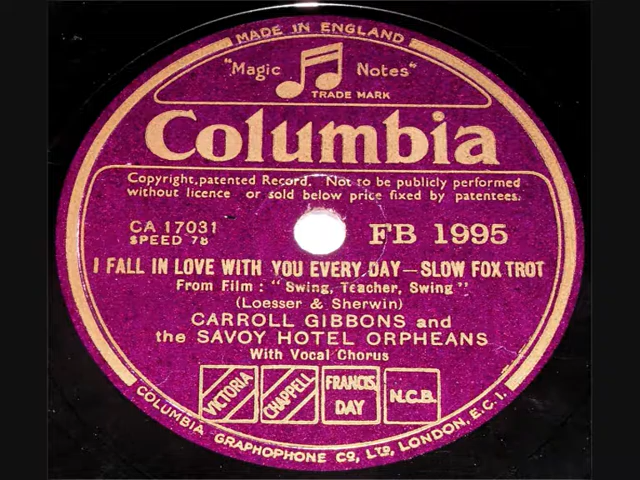 MADE IN ENGLAND
"Magic Notes"
TRADE MARK
Columbia
Copyright, patented Record. Not to be publicly performed
without licence or sold below price fixed by patentees.
CA 17031
SPEED 78
FB 1995
I FALL IN LOVE WITH YOU EVERY DAY — SLOW FOX TROT
From Film : "Swing, Teacher, Swing"
(Loesser & Sherwin)
CARROLL GIBBONS and
the SAVOY HOTEL ORPHEANS
With Vocal Chorus
VICTORIA
CHAPPELL
FRANCIS,
DAY
N.C.B.
COLUMBIA GRAPHOPHONE CO, LTD, LONDON, E.C.1.